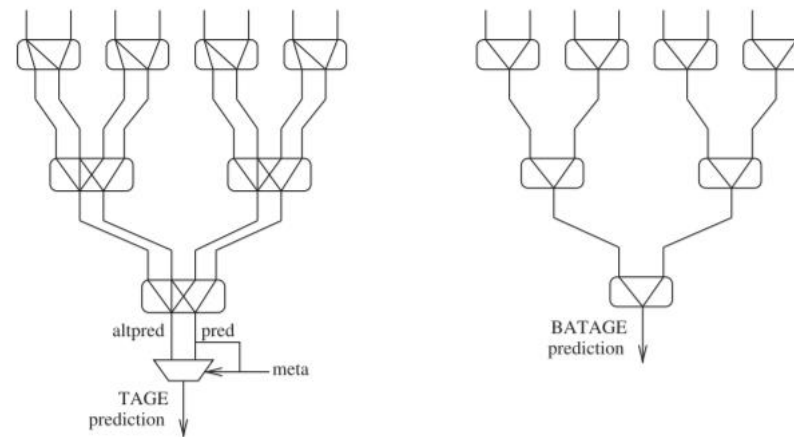 altpred
pred
meta
TAGE
prediction
BATAGE
prediction